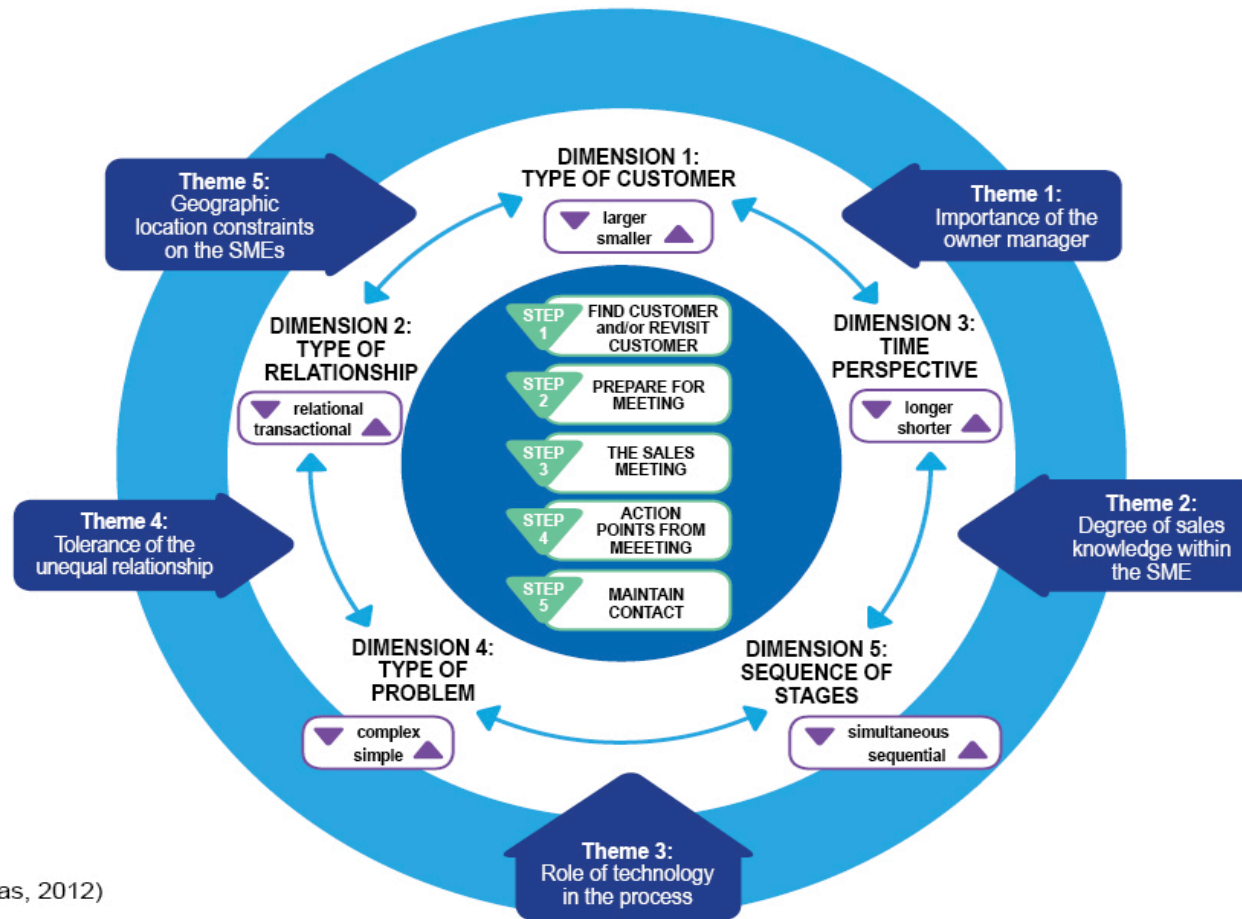 DIMENSION 1:
TYPE OF CUSTOMER
larger
smaller
Theme 5:
Geographic
location constraints
on the SMEs
Theme 1:
Importance of the
owner manager
STEP
1
FIND CUSTOMER
and/or REVISIT
CUSTOMER
STEP
2
PREPARE FOR
MEETING
STEP
3
THE SALES
MEETING
STEP
4
ACTION
POINTS FROM
MEEETING
STEP
5
MAINTAIN
CONTACT
DIMENSION 2:
TYPE OF
RELATIONSHIP
relational
transactional
DIMENSION 3:
TIME
PERSPECTIVE
longer
shorter
Theme 4:
Tolerance of the
unequal relationship
Theme 2:
Degree of sales
knowledge within
the SME
DIMENSION 4:
TYPE OF
PROBLEM
complex
simple
DIMENSION 5:
SEQUENCE OF
STAGES
simultaneous
sequential
Theme 3:
Role of technology
in the process
2012)